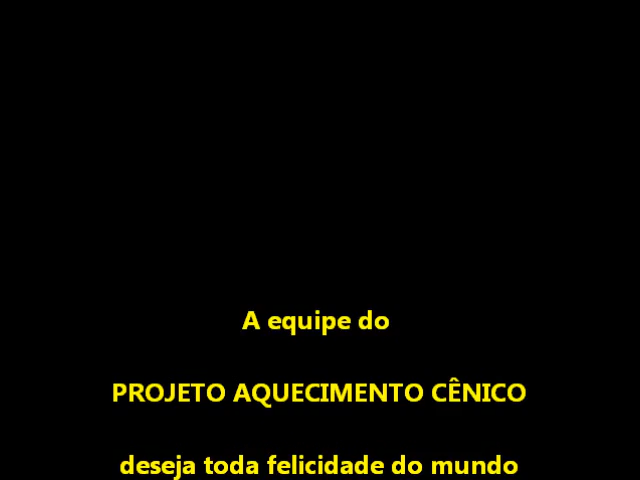 A equipe do
PROJETO AQUECIMENTO CÊNICO
deseja toda felicidade do mundo